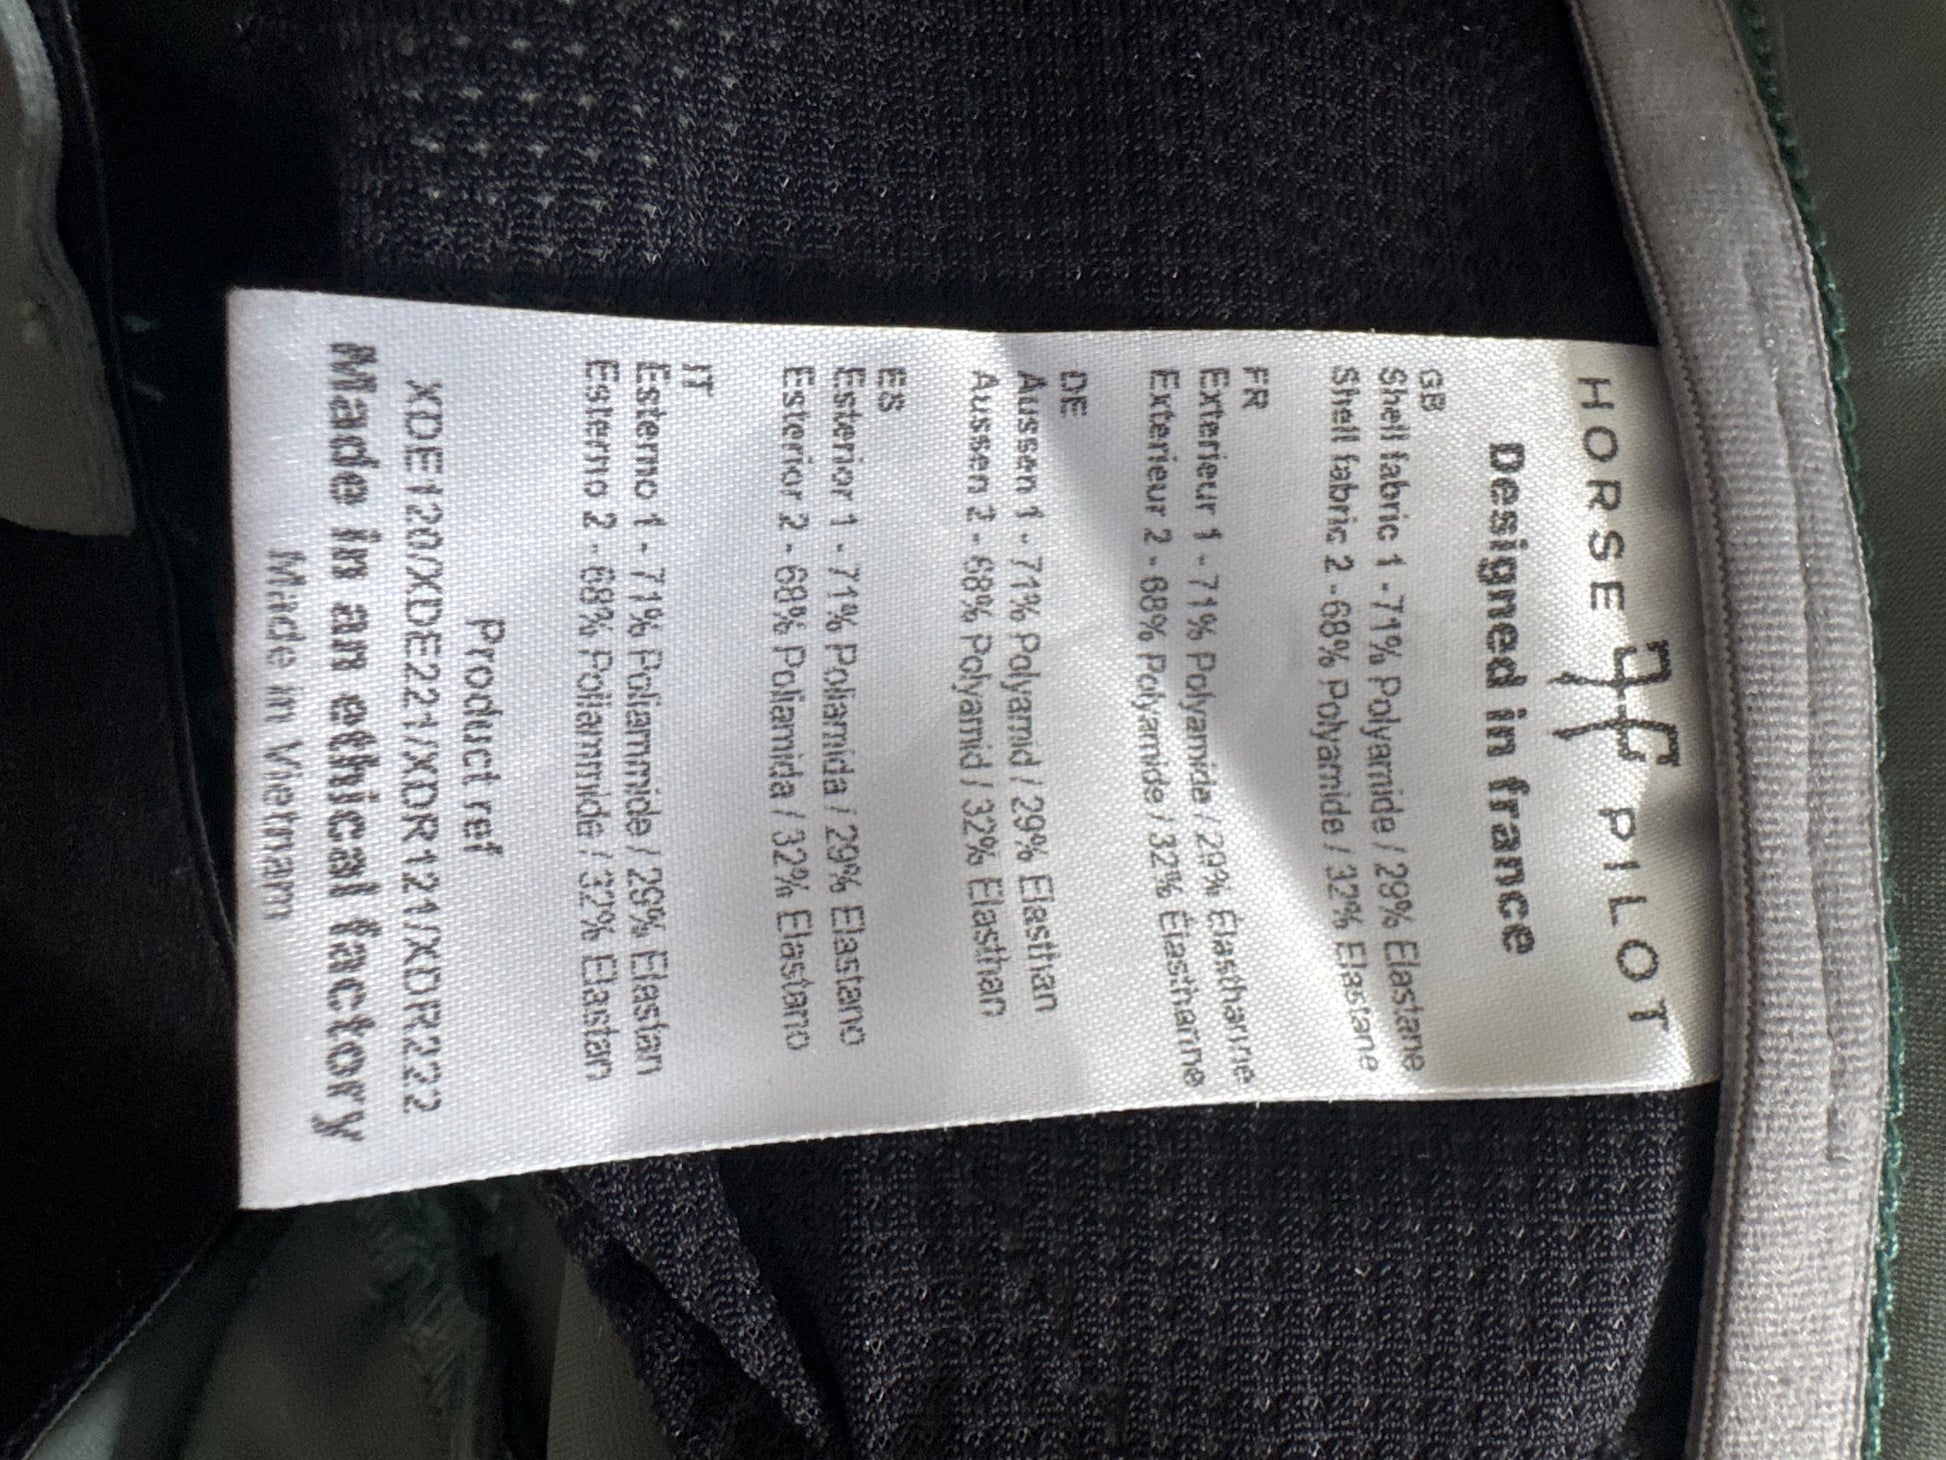 HORSE PILOT
Designed in france
GB
Shell fabric 1 -71% Polyamide / 29% Elastane
Shell fabric 2 -68% Polyamide / 32% Elastane
FR
Exterieur 1 -71% Polyamide / 29% Elasthanne
Exterieur 2 - 68% Polyamide / 32% Elasthanne
DE
Aussen 1 - 71% Polyamid / 29% Elasthan
Aussen 2 - 68% Polyamid / 32% Elasthan
ES
Esterior 1 - 71% Poliamida / 29% Elastano
Esterior 2 - 68% Poliamida / 32% Elastano
IT
Esterno 1 - 71% Poliammide / 29% Elastan
Esterno 2 - 68% Poliammide / 32% Elastan
Product ref
XDE120/XDE221/XDR121/XDR222
Made in an ethical factory
Made in Vietnam